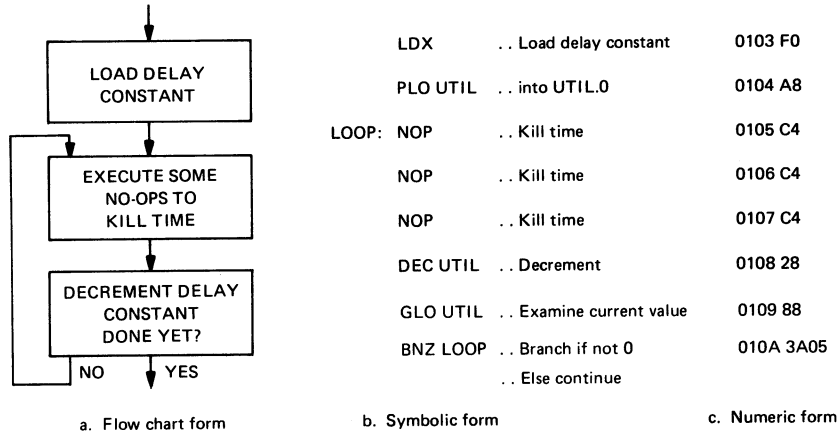 LOAD DELAY
CONSTANT
EXECUTE SOME
NO-OPS TO
KILL TIME
DECREMENT DELAY
CONSTANT
DONE YET?
NO YES
a. Flow chart form
LDX .. Load delay constant 0103 F0
PLO UTIL .. into UTIL.0 0104 A8
LOOP: NOP .. Kill time 0105 C4
NOP .. Kill time 0106 C4
NOP .. Kill time 0107 C4
DEC UTIL .. Decrement 0108 28
GLO UTIL .. Examine current value 0109 88
BNZ LOOP .. Branch if not 0 010A 3A05
.. Else continue
b. Symbolic form
c. Numeric form